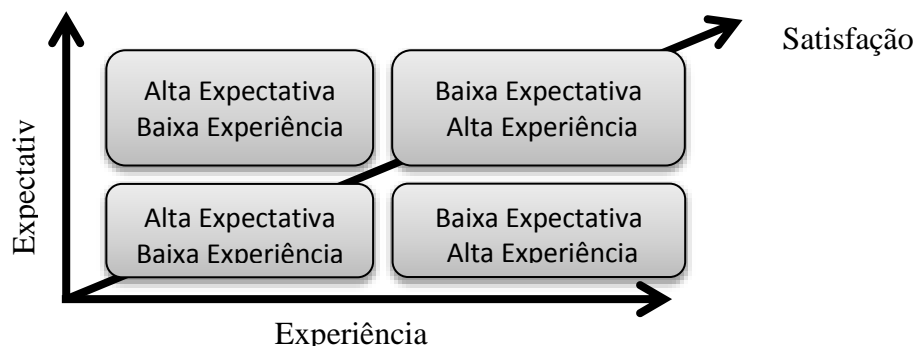 Satisfação
Alta Expectativa
Baixa Experiência
Baixa Expectativa
Alta Experiência
Alta Expectativa
Baixa Experiência
Baixa Expectativa
Alta Experiência
Expectativ
Experiência